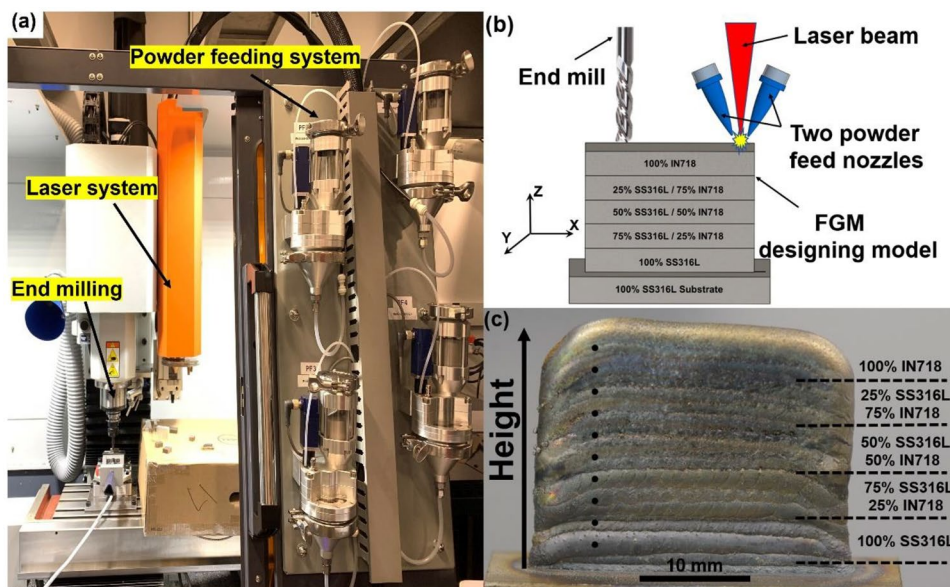 (a)
Powder feeding system
Laser system
End milling
PF4
PF3
(b)
Laser beam
End mill
Two powder
feed nozzles
100% IN718
25% SS316L / 75% IN718
50% SS316L / 50% IN718
75% SS316L / 25% IN718
100% SS316L
100% SS316L Substrate
FGM
designing model
Z
X
Y
(c)
Height
100% IN718
25% SS316L
75% IN718
50% SS316L
50% IN718
75% SS316L
25% IN718
100% SS316L
10 mm